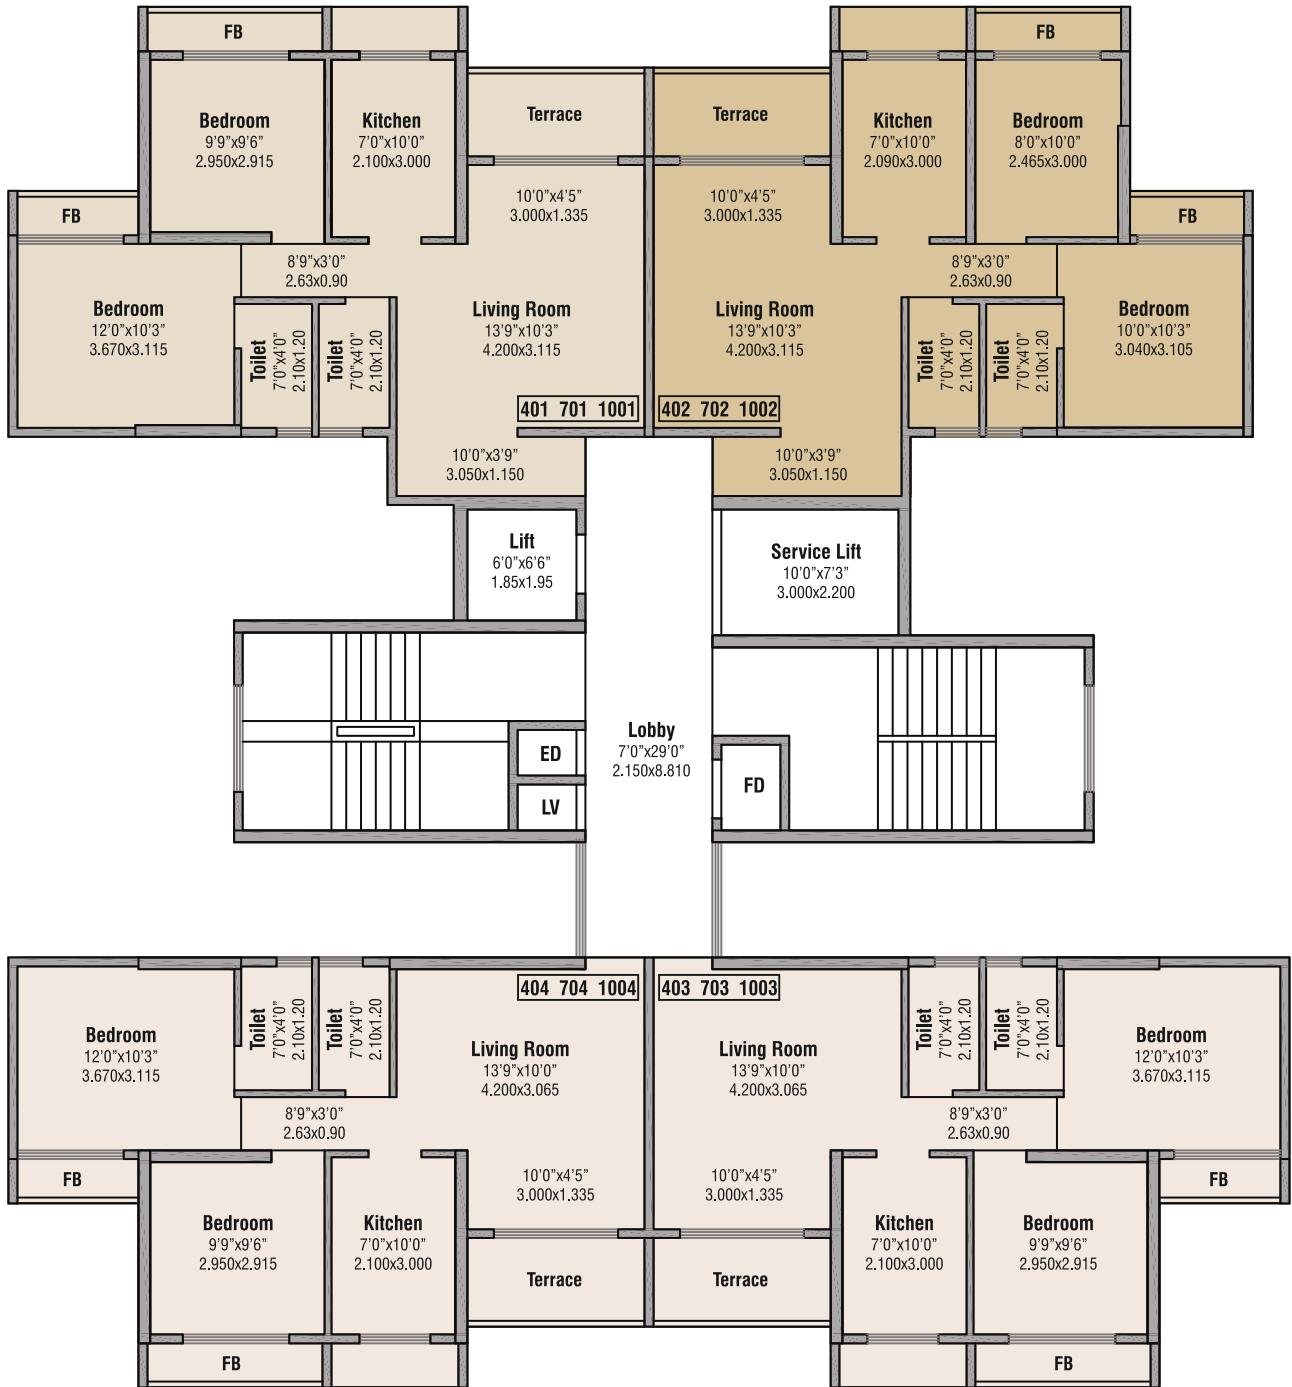 FB
FB
Bedroom
9'9"x9'6"
2.950x2.915
Kitchen
7'0"x10'0"
2.100x3.000
Terrace
Terrace
Kitchen
7'0"x10'0"
2.090x3.000
Bedroom
8'0"x10'0"
2.465x3.000
FB
10'0"x4'5"
3.000x1.335
10'0"x4'5"
3.000x1.335
FB
8'9"x3'0"
2.63x0.90
8'9"x3'0"
2.63x0.90
Bedroom
12'0"x10'3"
3.670x3.115
Toilet
7'0"x4'0"
2.10x1.20
Toilet
7'0"x4'0"
2.10x1.20
Living Room
13'9"x10'3"
4.200x3.115
Living Room
13'9"x10'3"
4.200x3.115
Toilet
7'0"x4'0"
2.10x1.20
Toilet
7'0"x4'0"
2.10x1.20
Bedroom
10'0"x10'3"
3.040x3.105
401 701 1001
402 702 1002
10'0"x3'9"
3.050x1.150
10'0"x3'9"
3.050x1.150
Lift
6'0"x6'6"
1.85x1.95
Service Lift
10'0"x7'3"
3.000x2.200
Lobby
7'0"x29'0"
2.150x8.810
ED
LV
FD
404 704 1004
403 703 1003
Bedroom
12'0"x10'3"
3.670x3.115
Toilet
7'0"x4'0"
2.10x1.20
Toilet
7'0"x4'0"
2.10x1.20
Living Room
13'9"x10'0"
4.200x3.065
Living Room
13'9"x10'0"
4.200x3.065
Toilet
7'0"x4'0"
2.10x1.20
Toilet
7'0"x4'0"
2.10x1.20
Bedroom
12'0"x10'3"
3.670x3.115
8'9"x3'0"
2.63x0.90
8'9"x3'0"
2.63x0.90
FB
10'0"x4'5"
3.000x1.335
10'0"x4'5"
3.000x1.335
FB
Bedroom
9'9"x9'6"
2.950x2.915
Kitchen
7'0"x10'0"
2.100x3.000
Terrace
Terrace
Kitchen
7'0"x10'0"
2.100x3.000
Bedroom
9'9"x9'6"
2.950x2.915
FB
FB